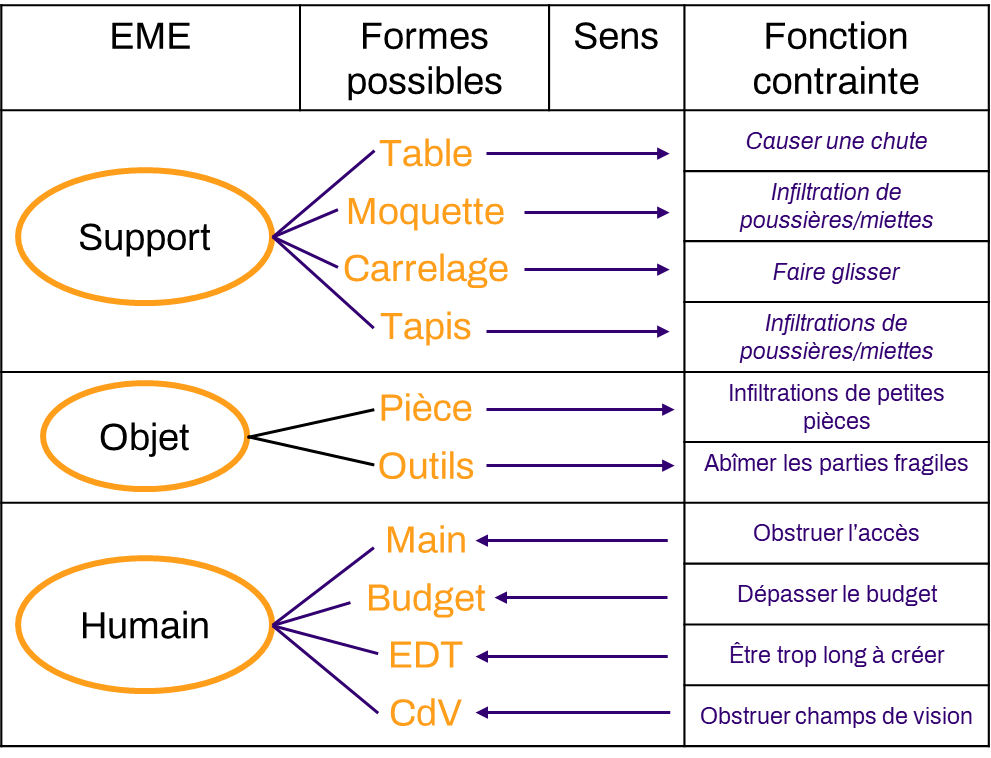 EME
Formes
possibles
Sens
Fonction
contrainte
Support
Table
Causer une chute
Moquette
Infiltration de
poussières/miettes
Carrelage
Faire glisser
Tapis
Infiltrations de
poussières/miettes
Objet
Pièce
Infiltrations de petites
pièces
Outils
Abîmer les parties fragiles
Humain
Main
Obstruer l'accès
Budget
Dépasser le budget
EDT
Être trop long à créer
CdV
Obstruer champs de vision